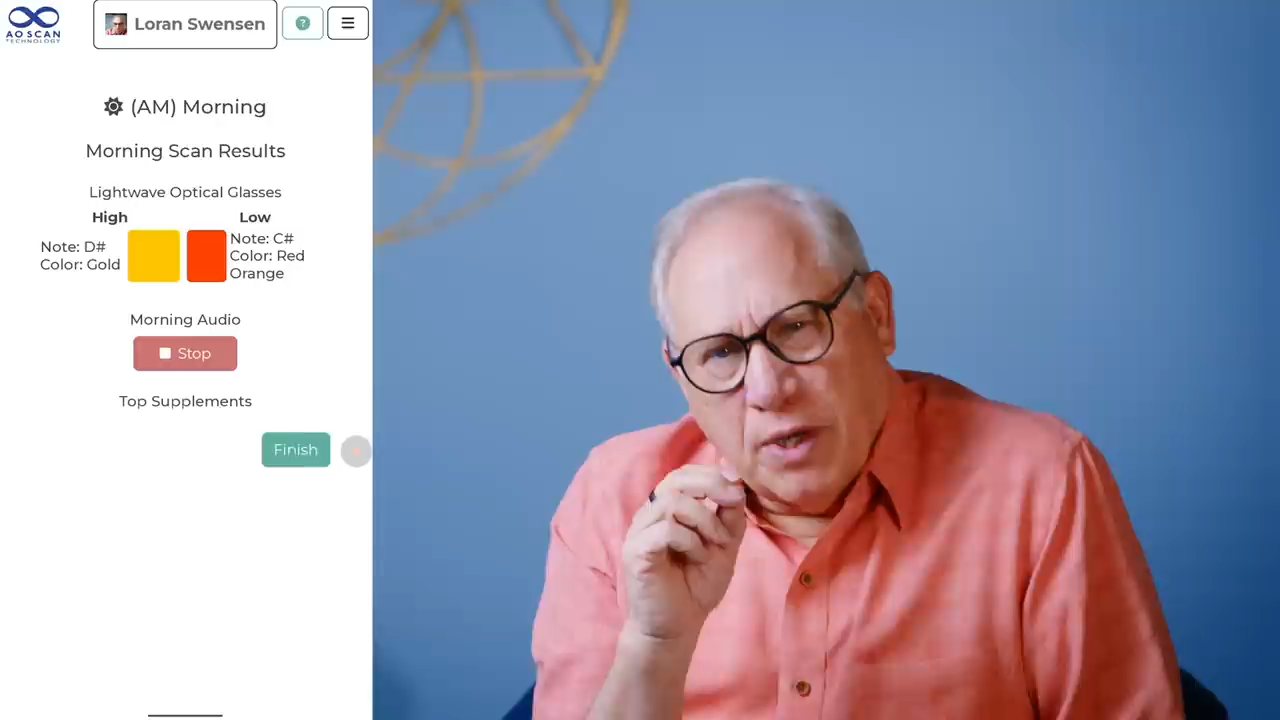 AO SCAN
TECHNOLOGY
Loran Swensen
?
(AM) Morning
Morning Scan Results
Lightwave Optical Glasses
High
Low
Note: D#
Color: Gold
Note: C#
Color: Red
Orange
Morning Audio
Stop
Top Supplements
Finish